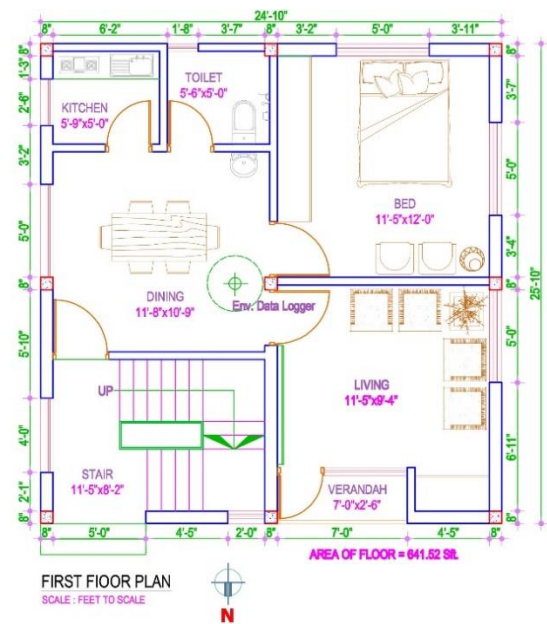 24'-10"
8" 6'-2" 1'-8" 3'-7" 8" 3'-2" 5'-0" 3'-11" 8"
8"
1'-3"
2'-6"
3'-2"
5'-0"
8"
5'-10"
4'-0"
2'-1"
8"
KITCHEN
5'-9"x5'-0"
TOILET
5'-6"x5'-0"
BED
11'-5"x12'-0"
DINING
11'-8"x10'-9"
Env. Data Logger
LIVING
11'-5"x9'-4"
UP
STAIR
11'-5"x8'-2"
VERANDAH
7'-0"x2'-6"
8"
3'-7"
5'-0"
3'-4"
8"
5'-0"
6'-11"
8"
25'-10"
8" 5'-0" 4'-5" 2'-0" 8" 7'-0" 4'-5" 8"
AREA OF FLOOR = 641.52 Sft.
FIRST FLOOR PLAN
SCALE : FEET TO SCALE
N